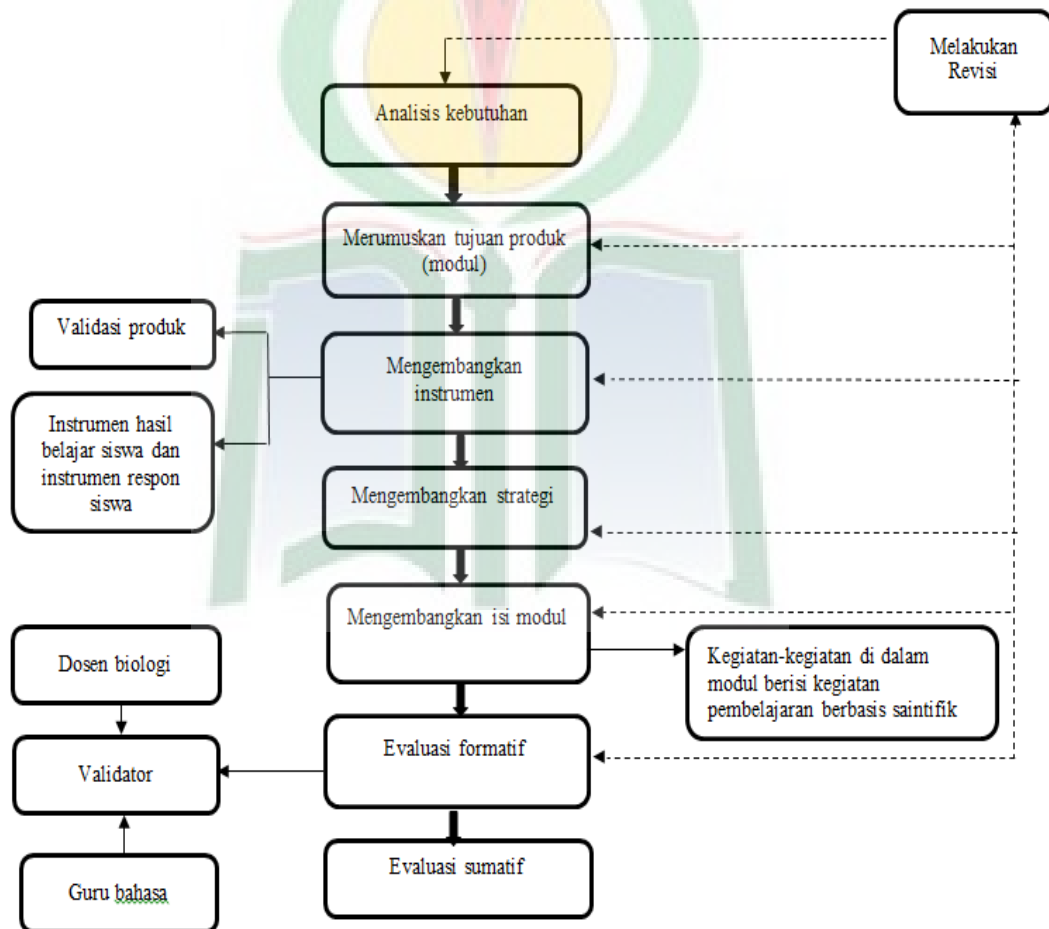 Melakukan
Revisi
Analisis kebutuhan
Merumuskan tujuan produk
(modul)
Validasi produk
Mengembangkan
instrumen
Instrumen hasil
belajar siswa dan
instrumen respon
siswa
Mengembangkan strategi
Mengembangkan isi modul
Kegiatan-kegiatan di dalam
modul berisi kegiatan
pembelajaran berbasis saintifik
Dosen biologi
Evaluasi formatif
Validator
Evaluasi sumatif
Guru bahasa